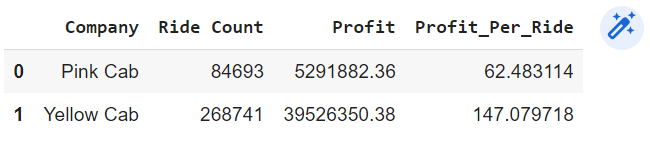 Company Ride Count Profit Profit_Per_Ride
0 Pink Cab 84693 5291882.36 62.483114
1 Yellow Cab 268741 39526350.38 147.079718